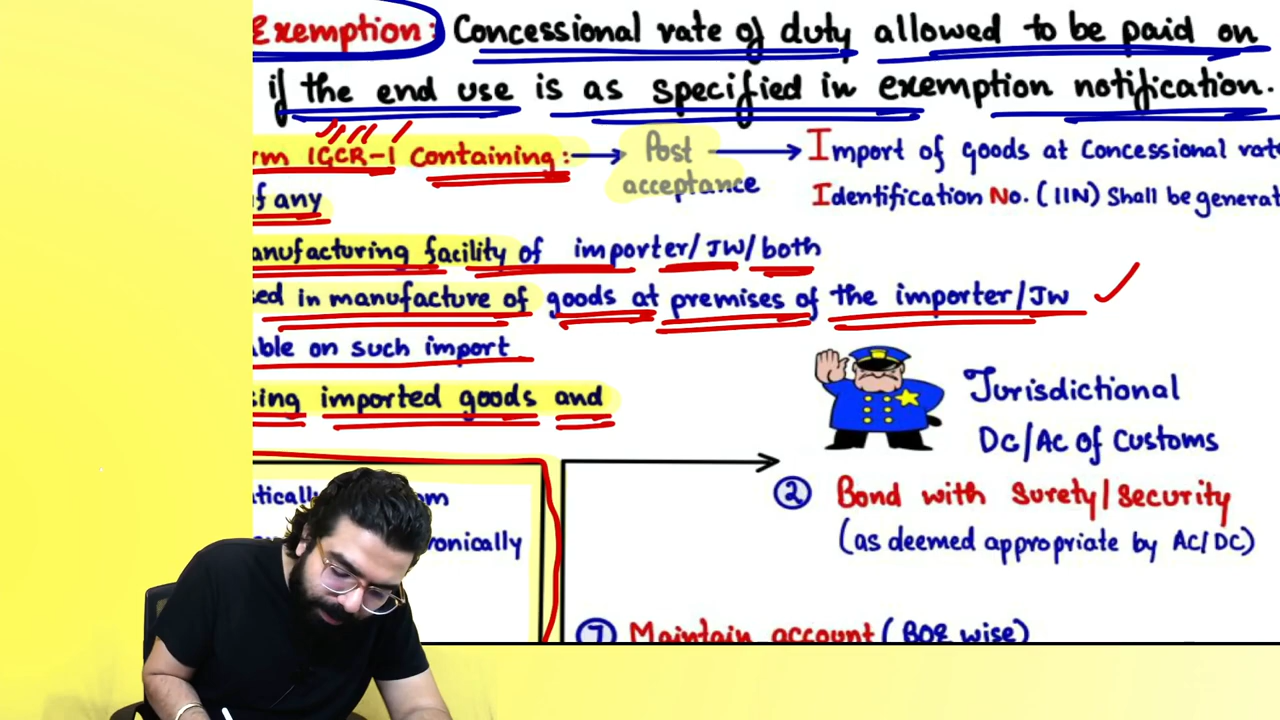 Exemption: Concessional rate of duty allowed to be paid on
if the end use is as specified in exemption notification.
rm IGCR-1 Containing: Post acceptance
Import of goods at Concessional rate
Identification No. (IIN) Shall be generat
if any
anufacturing facility of importer/JW/both
sed in manufacture of goods at premises of the importer/JW
able on such import
sing imported goods and
Jurisdictional
DC/AC of Customs
② Bond with Surety/Security
(as deemed appropriate by AC/DC)
atically om
ronically
⑦ Maintain account (BOE wise)